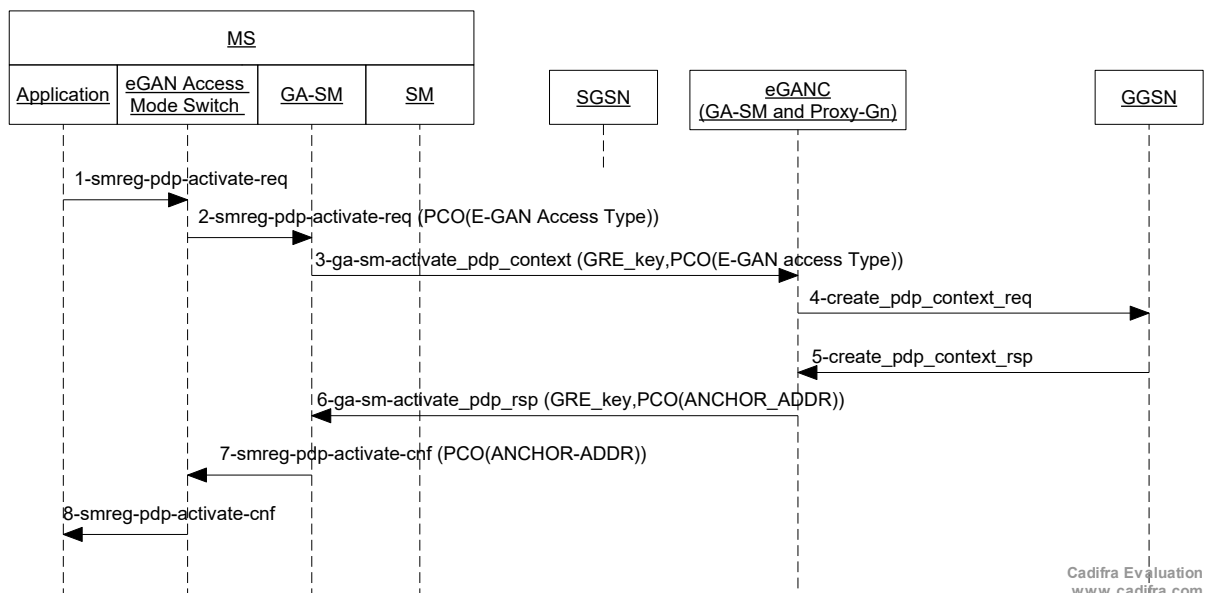 MS
Application
eGAN Access
Mode Switch
GA-SM
SM
SGSN
eGANC
(GA-SM and Proxy-Gn)
GGSN
1-smreg-pdp-activate-req
2-smreg-pdp-activate-req (PCO(E-GAN Access Type))
3-ga-sm-activate_pdp_context (GRE_key,PCO(E-GAN access Type))
4-create_pdp_context_req
5-create_pdp_context_rsp
6-ga-sm-activate_pdp_rsp (GRE_key,PCO(ANCHOR_ADDR))
7-smreg-pdp-activate-cnf (PCO(ANCHOR-ADDR))
8-smreg-pdp-activate-cnf
Cadifra Evaluation
www.cadifra.com